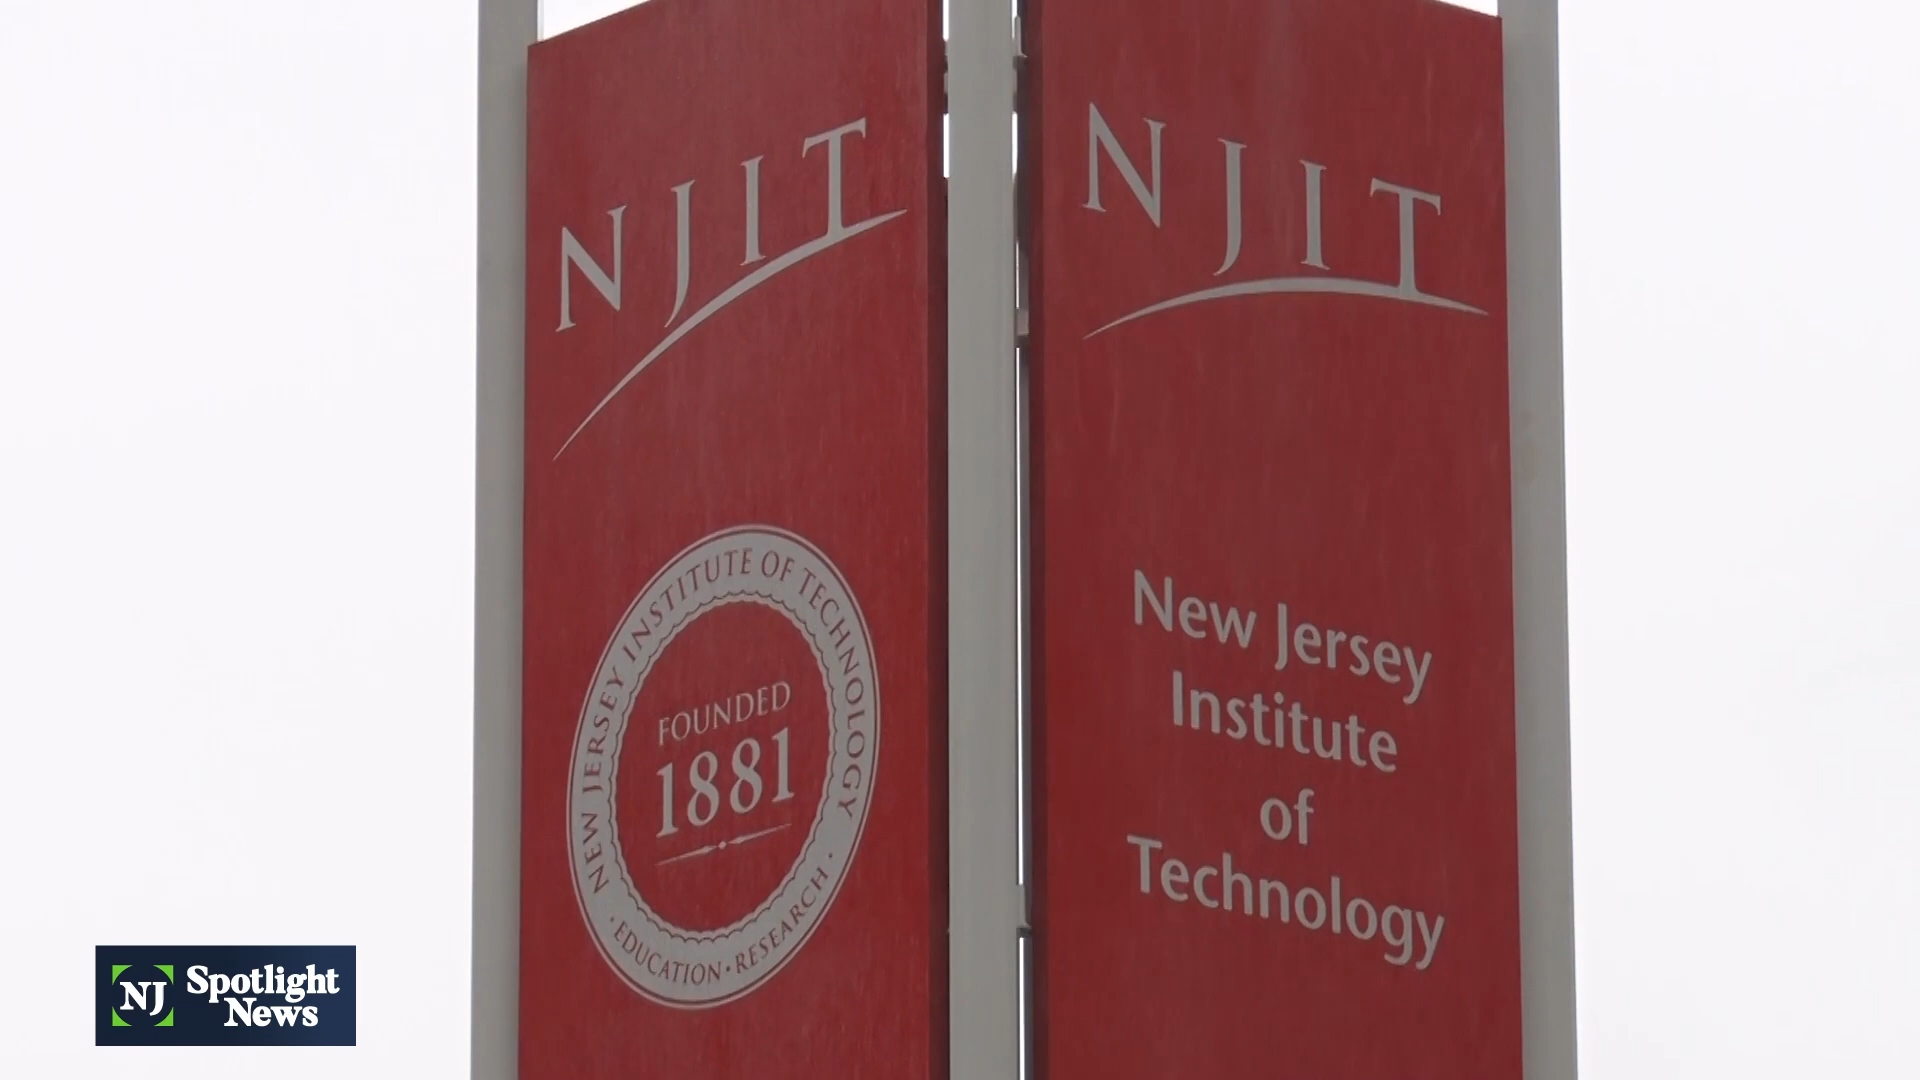 NJIT
NEW JERSEY INSTITUTE OF TECHNOLOGY
FOUNDED
1881
· EDUCATION · RESEARCH ·
NJIT
New Jersey
Institute
of
Technology
NJ Spotlight
News